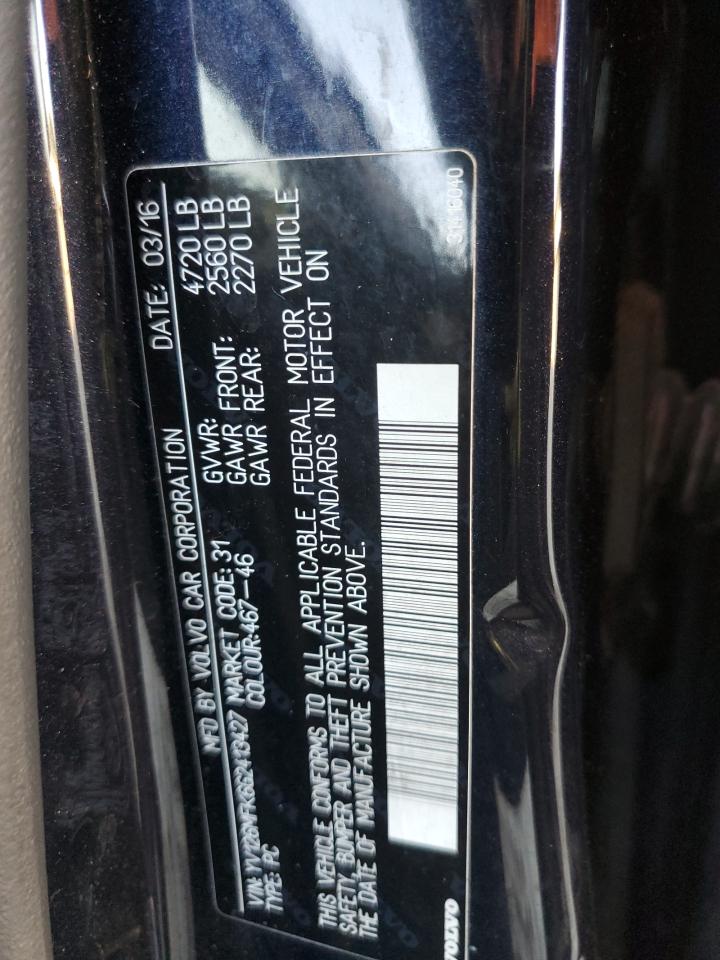 MFD BY VOLVO CAR CORPORATION DATE: 03/16
MARKET CODE: 31 GVWR: 4720 LB
COLOUR: 467-46 GAWR FRONT: 2560 LB
TYPE: PC GAWR REAR: 2270 LB
THIS VEHICLE CONFORMS TO ALL APPLICABLE FEDERAL MOTOR VEHICLE
SAFETY, BUMPER AND THEFT PREVENTION STANDARDS IN EFFECT ON
THE DATE OF MANUFACTURE SHOWN ABOVE.
VOLVO